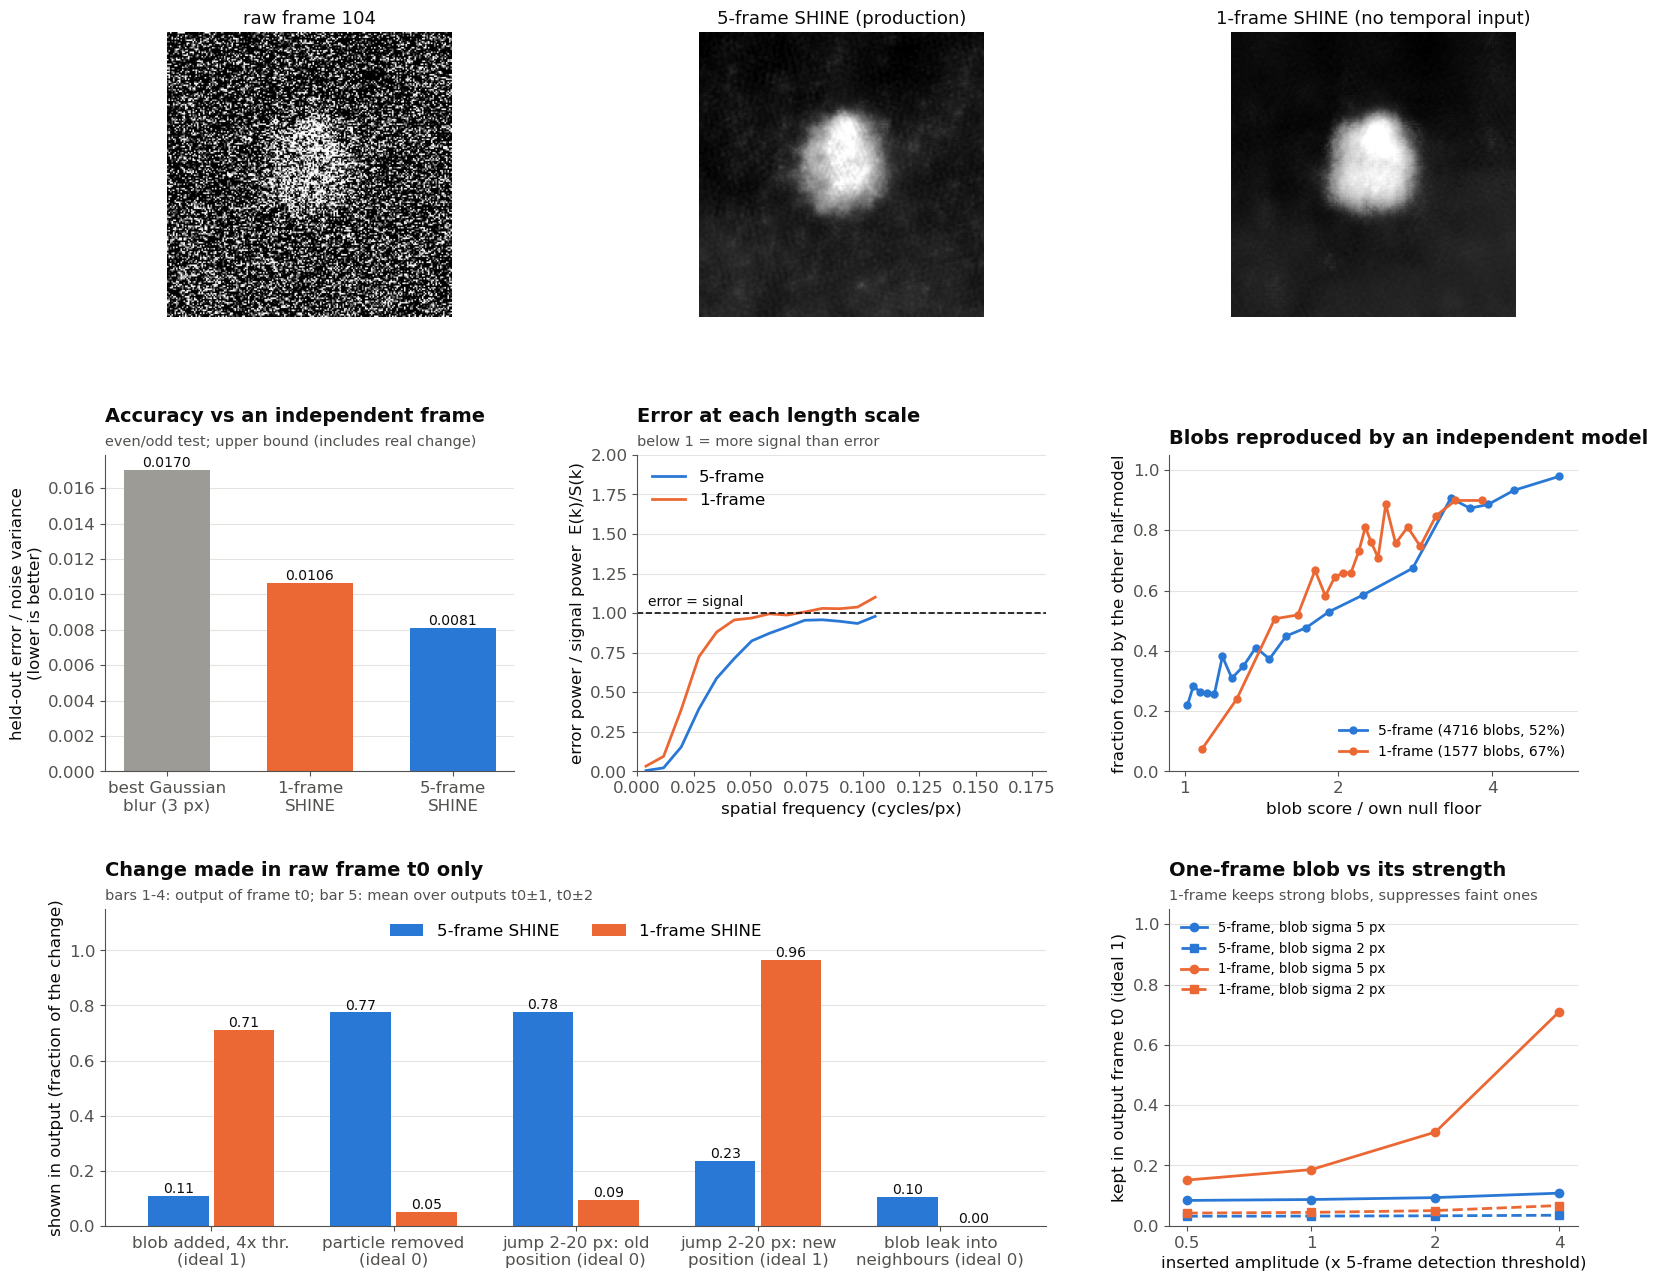 raw frame 104
5-frame SHINE (production)
1-frame SHINE (no temporal input)
Accuracy vs an independent frame
even/odd test; upper bound (includes real change)
held-out error / noise variance
(lower is better)
0.016
0.014
0.012
0.010
0.008
0.006
0.004
0.002
0.000
0.0170
0.0106
0.0081
best Gaussian
blur (3 px)
1-frame
SHINE
5-frame
SHINE
Error at each length scale
below 1 = more signal than error
error power / signal power E(k)/S(k)
2.00
1.75
1.50
1.25
1.00
0.75
0.50
0.25
0.00
5-frame
1-frame
error = signal
0.000
0.025
0.050
0.075
0.100
0.125
0.150
0.175
spatial frequency (cycles/px)
Blobs reproduced by an independent model
fraction found by the other half-model
1.0
0.8
0.6
0.4
0.2
0.0
5-frame (4716 blobs, 52%)
1-frame (1577 blobs, 67%)
1
2
4
blob score / own null floor
Change made in raw frame t0 only
bars 1-4: output of frame t0; bar 5: mean over outputs t0±1, t0±2
shown in output (fraction of the change)
1.0
0.8
0.6
0.4
0.2
0.0
5-frame SHINE
1-frame SHINE
0.11
0.71
0.77
0.05
0.78
0.09
0.23
0.96
0.10
0.00
blob added, 4x thr.
(ideal 1)
particle removed
(ideal 0)
jump 2-20 px: old
position (ideal 0)
jump 2-20 px: new
position (ideal 1)
blob leak into
neighbours (ideal 0)
One-frame blob vs its strength
1-frame keeps strong blobs, suppresses faint ones
kept in output frame t0 (ideal 1)
1.0
0.8
0.6
0.4
0.2
0.0
5-frame, blob sigma 5 px
5-frame, blob sigma 2 px
1-frame, blob sigma 5 px
1-frame, blob sigma 2 px
0.5
1
2
4
inserted amplitude (x 5-frame detection threshold)